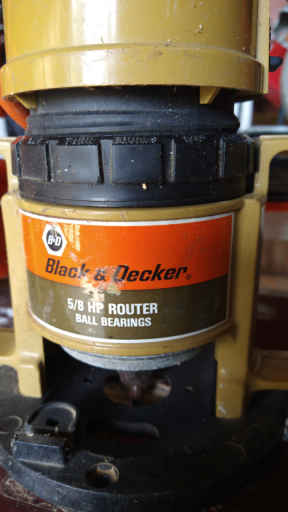 B&D
Black & Decker®
5/8 HP ROUTER
BALL BEARINGS